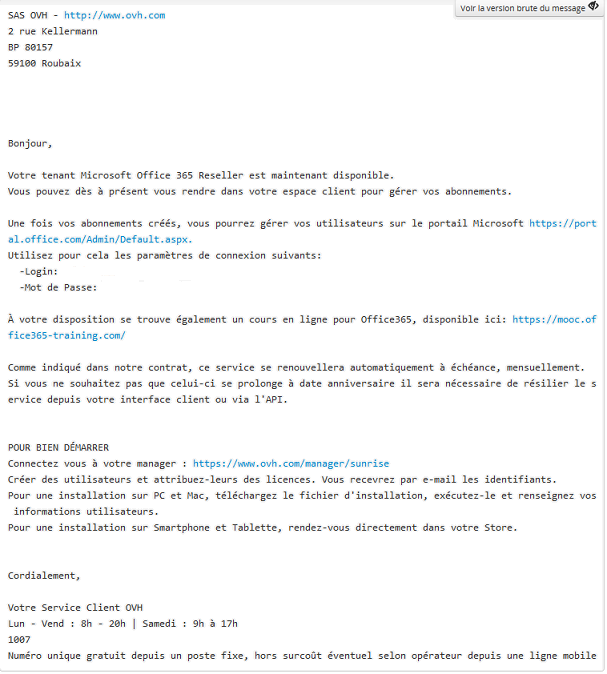 Voir la version brute du message
SAS OVH - http://www.ovh.com
2 rue Kellermann
BP 80157
59100 Roubaix
Bonjour,
Votre tenant Microsoft Office 365 Reseller est maintenant disponible.
Vous pouvez dès à présent vous rendre dans votre espace client pour gérer vos abonnements.
Une fois vos abonnements créés, vous pourrez gérer vos utilisateurs sur le portail Microsoft https://port
al.office.com/Admin/Default.aspx.
Utilisez pour cela les paramètres de connexion suivants:
-Login:
-Mot de Passe:
À votre disposition se trouve également un cours en ligne pour Office365, disponible ici: https://mooc.of
fice365-training.com/
Comme indiqué dans notre contrat, ce service se renouvellera automatiquement à échéance, mensuellement.
Si vous ne souhaitez pas que celui-ci se prolonge à date anniversaire il sera nécessaire de résilier le s
ervice depuis votre interface client ou via l'API.
POUR BIEN DÉMARRER
Connectez vous à votre manager : https://www.ovh.com/manager/sunrise
Créer des utilisateurs et attribuez-leurs des licences. Vous recevrez par e-mail les identifiants.
Pour une installation sur PC et Mac, téléchargez le fichier d'installation, exécutez-le et renseignez vos
informations utilisateurs.
Pour une installation sur Smartphone et Tablette, rendez-vous directement dans votre Store.
Cordialement,
Votre Service Client OVH
Lun - Vend : 8h - 20h | Samedi : 9h à 17h
1007
Numéro unique gratuit depuis un poste fixe, hors surcoût éventuel selon opérateur depuis une ligne mobile